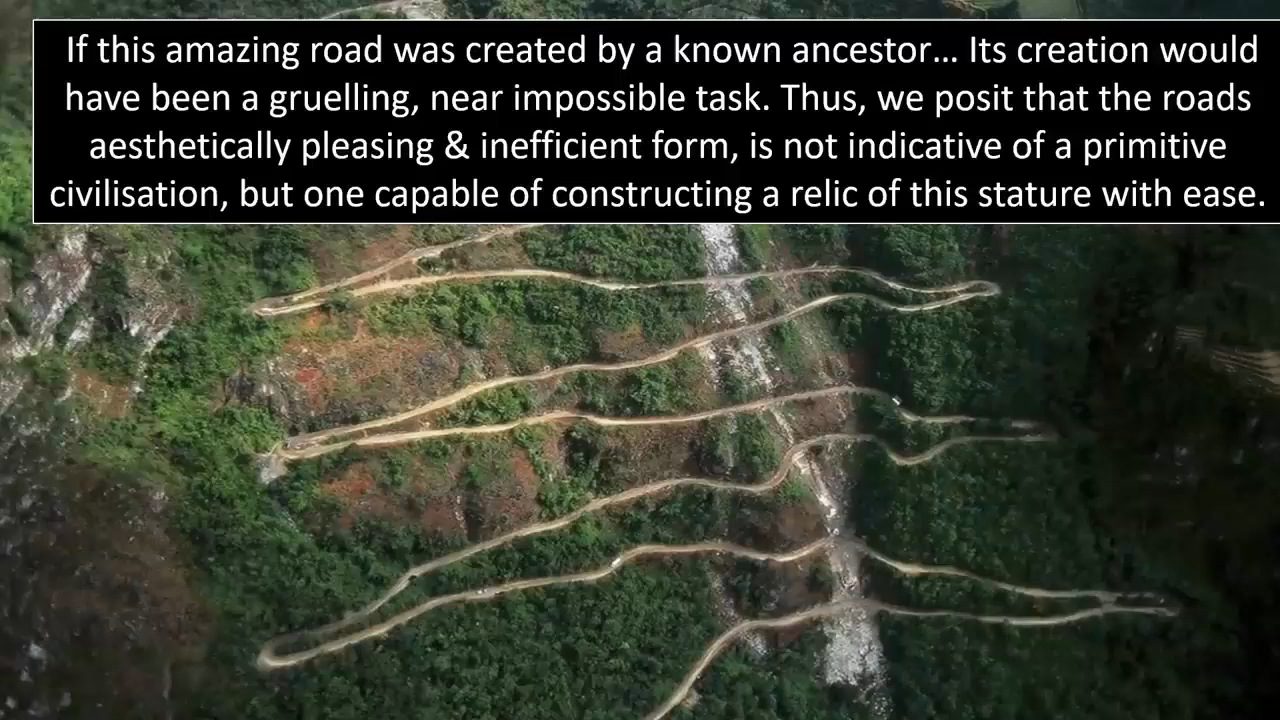 If this amazing road was created by a known ancestor... Its creation would
have been a gruelling, near impossible task. Thus, we posit that the roads
aesthetically pleasing & inefficient form, is not indicative of a primitive
civilisation, but one capable of constructing a relic of this stature with ease.